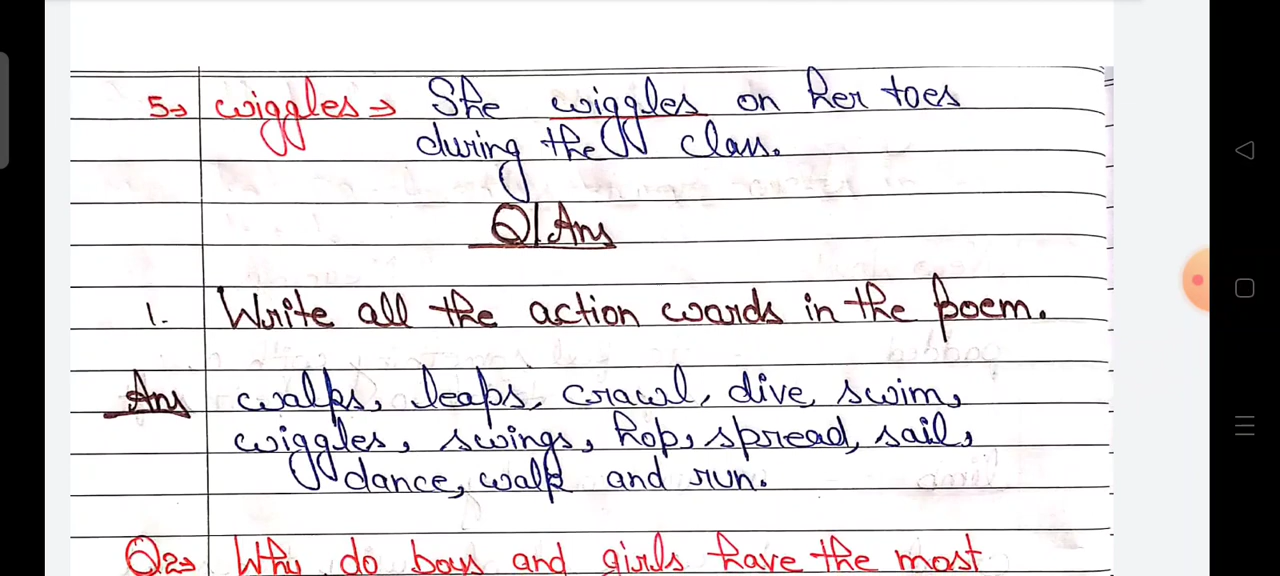 5→ wiggles → She wiggles on her toes
during the class.
Q/Ans
1. Write all the action words in the poem.
Ans walks, leaps, crawl, dive, swim,
wiggles, swings, hop, spread, sail,
dance, walk and run.
Q2→ Why do boys and girls have the most